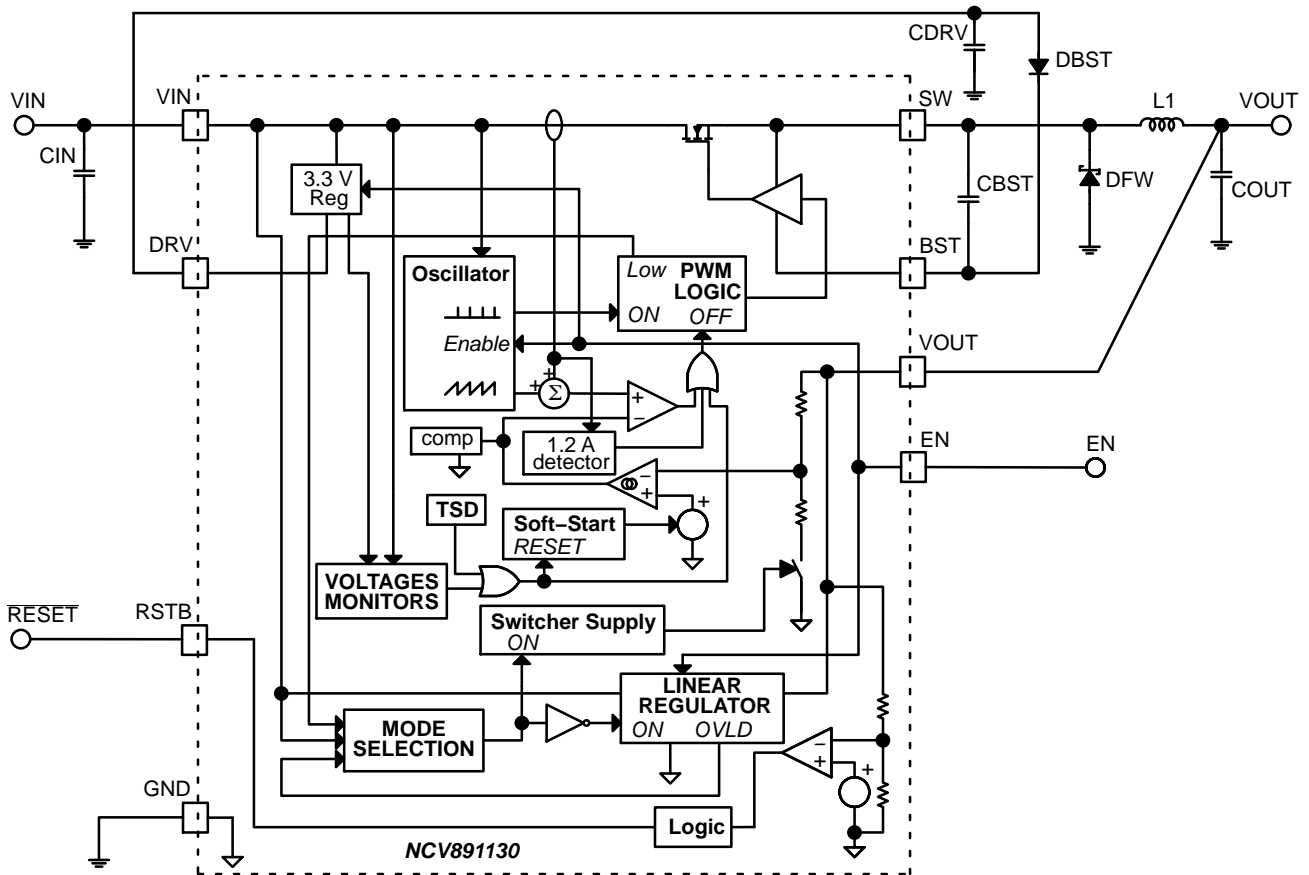 CDRV
DBST
VIN
VIN
SW
L1
VOUT
CIN
3.3 V
Reg
CBST
DFW
COUT
DRV
BST
Oscillator
Low
PWM
LOGIC
ON
OFF
Enable
VOUT
+
+
Σ
+
−
comp
1.2 A
detector
EN
EN
−
+
+
TSD
Soft−Start
RESET
VOLTAGES
MONITORS
RESET
RSTB
Switcher Supply
ON
LINEAR
REGULATOR
ON
OVLD
MODE
SELECTION
−
+
+
GND
Logic
NCV891130